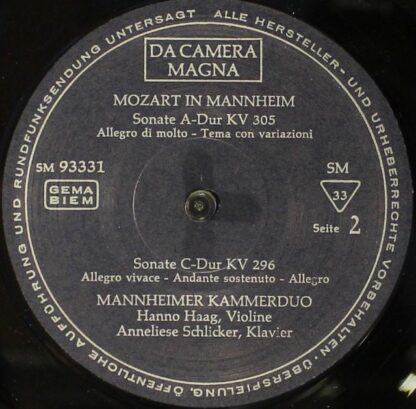 DA CAMERA
MAGNA
MOZART IN MANNHEIM
Sonate A-Dur KV 305
Allegro di molto - Tema con variazioni
SM 93331
GEMA
BIEM
SM
33
Seite 2
Sonate C-Dur KV 296
Allegro vivace - Andante sostenuto - Allegro
MANNHEIMER KAMMERDUO
Hanno Haag, Violine
Anneliese Schlicker, Klavier
ALLE HERSTELLER- UND URHEBERRECHTE VORBEHALTEN · ÜBERSPIELUNG, ÖFFENTLICHE AUFFÜHRUNG UND RUNDFUNKSENDUNG UNTERSAGT